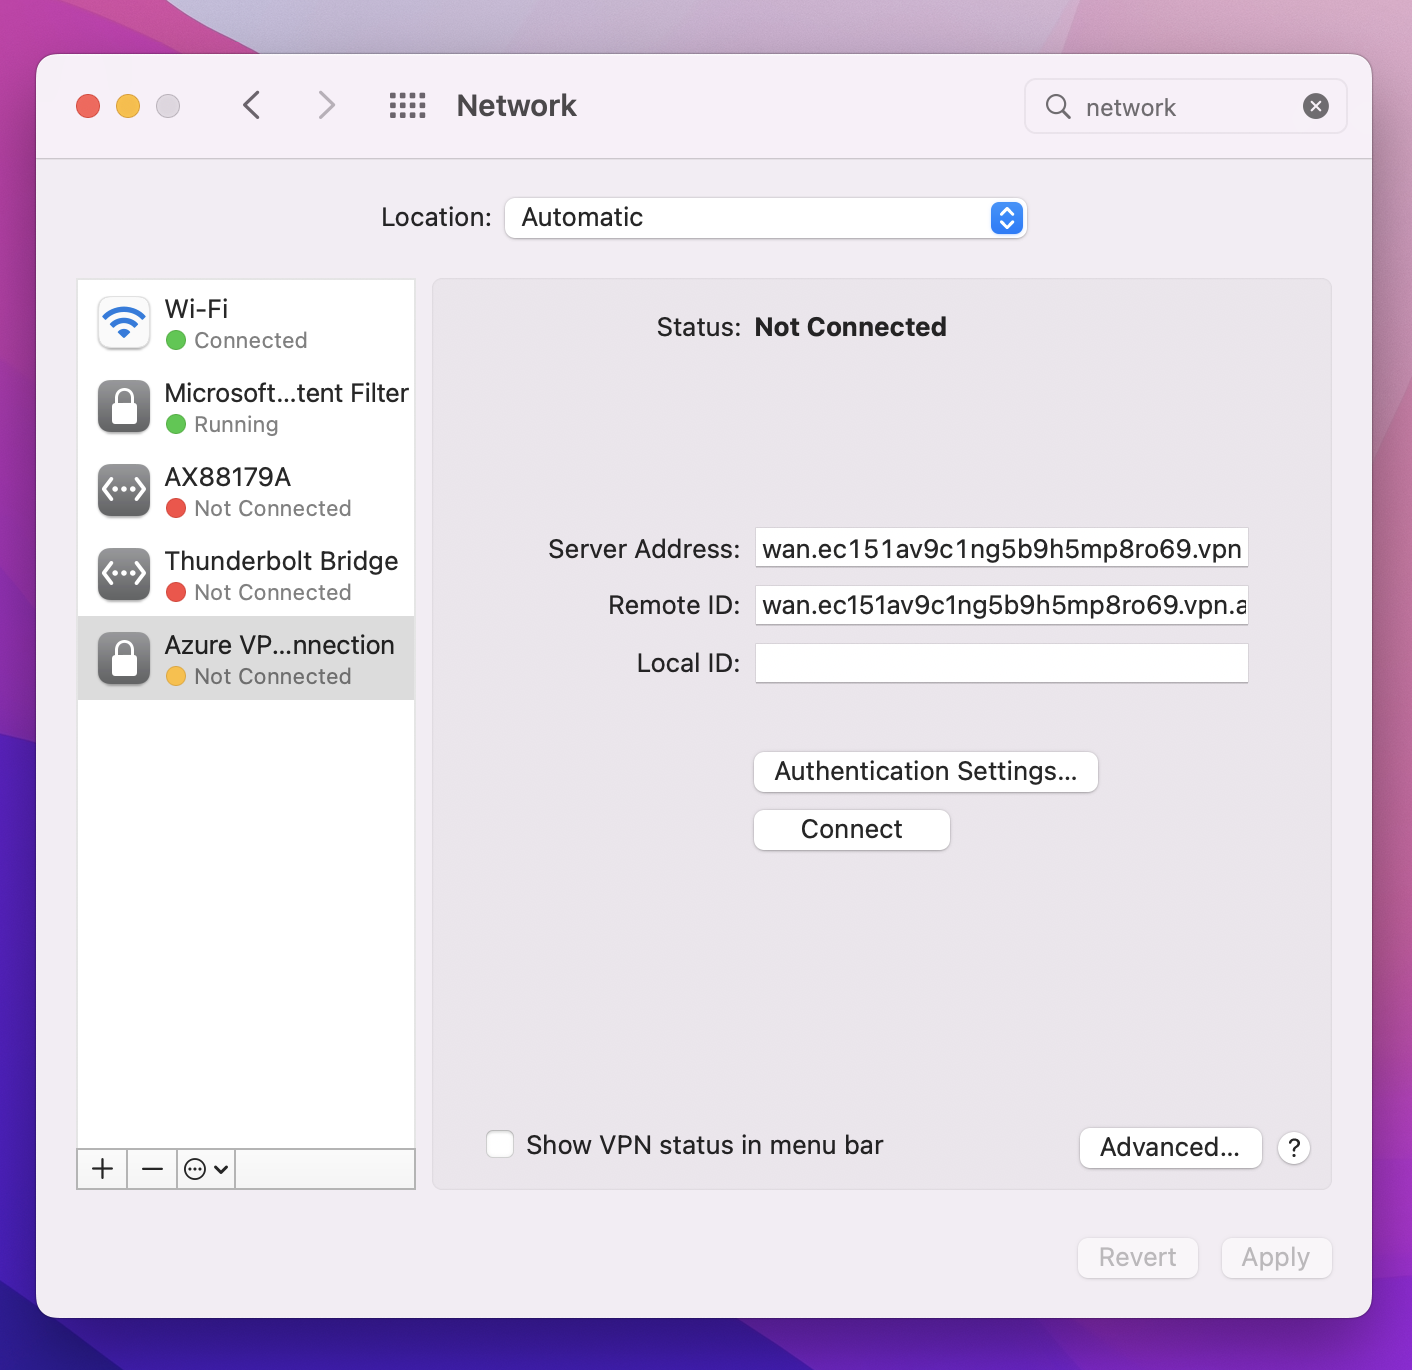 Network
network
Location: Automatic
Wi-Fi
Connected
Microsoft...tent Filter
Running
AX88179A
Not Connected
Thunderbolt Bridge
Not Connected
Azure VP...nnection
Not Connected
Status: Not Connected
Server Address: wan.ec151av9c1ng5b9h5mp8ro69.vpn
Remote ID: wan.ec151av9c1ng5b9h5mp8ro69.vpn.a
Local ID:
Authentication Settings...
Connect
Show VPN status in menu bar
Advanced...
?
Revert
Apply